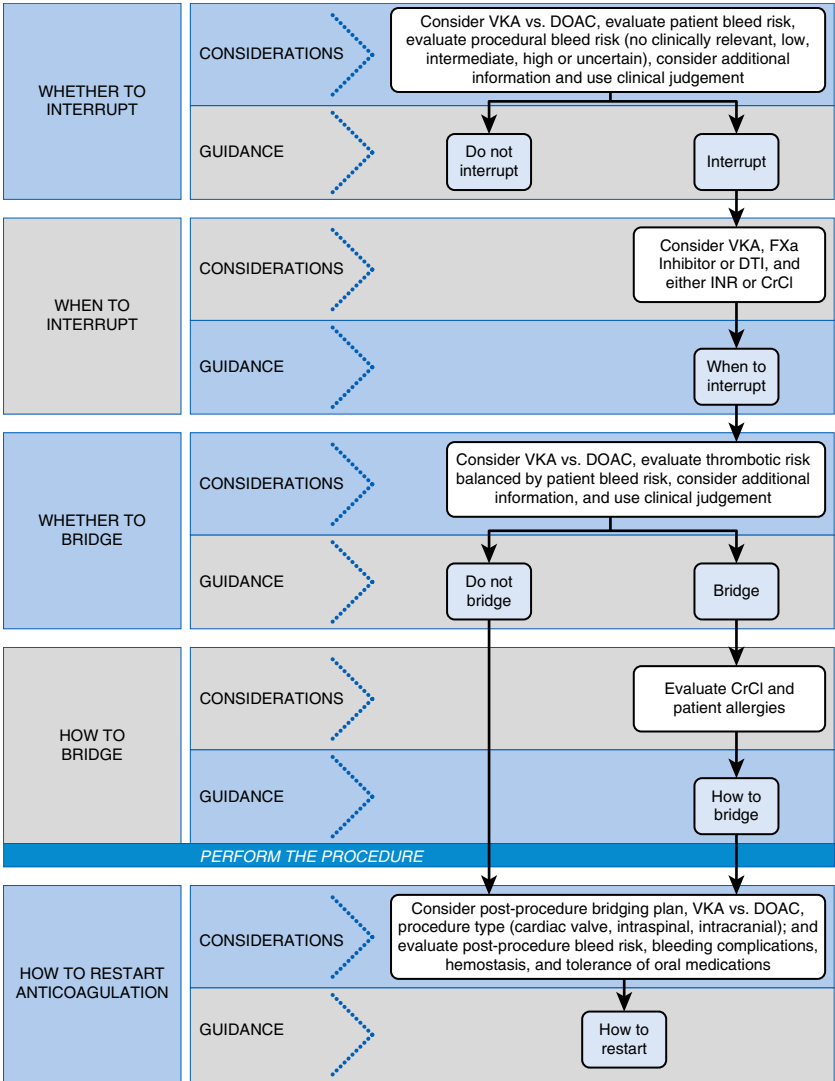 WHETHER TO
INTERRUPT
CONSIDERATIONS
Consider VKA vs. DOAC, evaluate patient bleed risk,
evaluate procedural bleed risk (no clinically relevant, low,
intermediate, high or uncertain), consider additional
information and use clinical judgement
GUIDANCE
Do not
interrupt
Interrupt
WHEN TO
INTERRUPT
CONSIDERATIONS
Consider VKA, FXa
Inhibitor or DTI, and
either INR or CrCl
GUIDANCE
When to
interrupt
WHETHER TO
BRIDGE
CONSIDERATIONS
Consider VKA vs. DOAC, evaluate thrombotic risk
balanced by patient bleed risk, consider additional
information, and use clinical judgement
GUIDANCE
Do not
bridge
Bridge
HOW TO
BRIDGE
CONSIDERATIONS
Evaluate CrCl and
patient allergies
GUIDANCE
How to
bridge
PERFORM THE PROCEDURE
HOW TO RESTART
ANTICOAGULATION
CONSIDERATIONS
Consider post-procedure bridging plan, VKA vs. DOAC,
procedure type (cardiac valve, intraspinal, intracranial); and
evaluate post-procedure bleed risk, bleeding complications,
hemostasis, and tolerance of oral medications
GUIDANCE
How to
restart